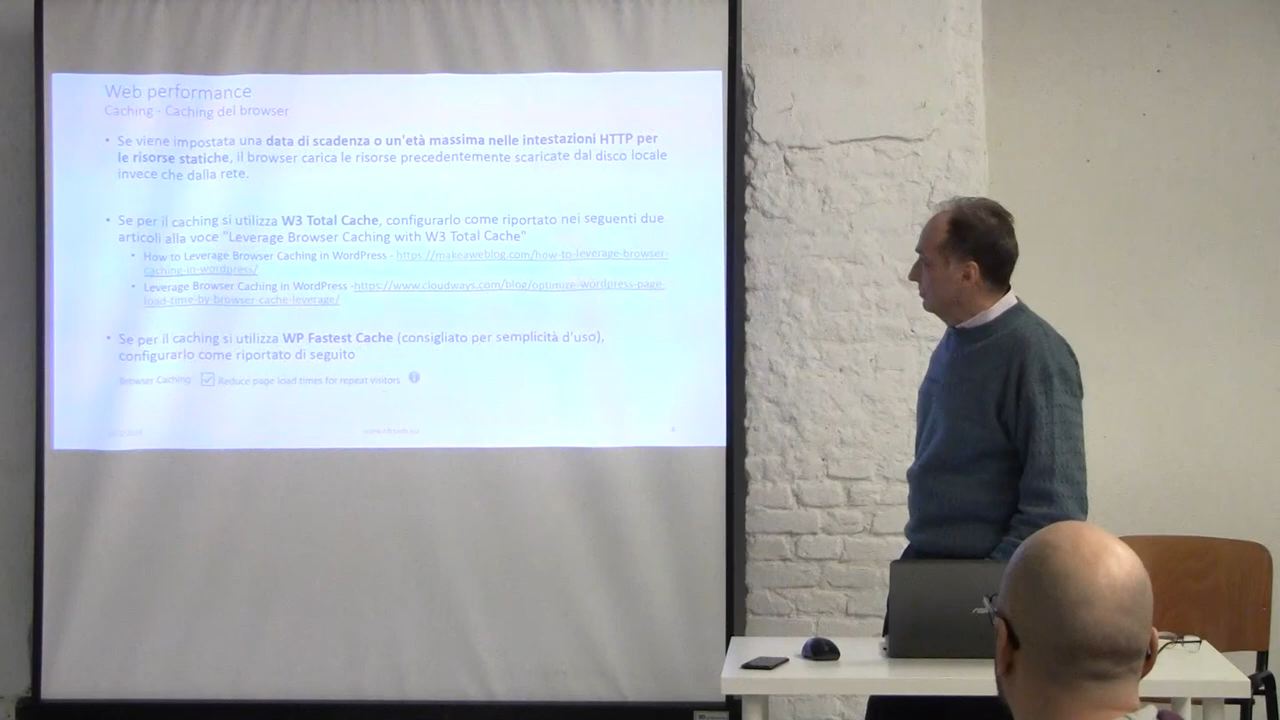 Web performance
Caching - Caching del browser
• Se viene impostata una data di scadenza o un'età massima nelle intestazioni HTTP per
le risorse statiche, il browser carica le risorse precedentemente scaricate dal disco locale
invece che dalla rete.
• Se per il caching si utilizza W3 Total Cache, configurarlo come riportato nei seguenti due
articoli alla voce "Leverage Browser Caching with W3 Total Cache"
• How to Leverage Browser Caching in WordPress - https://makeaweblog.com/how-to-leverage-browser-
caching-in-wordpress/
• Leverage Browser Caching in WordPress -https://www.cloudways.com/blog/optimize-wordpress-page-
load-time-by-browser-cache-leverage/
• Se per il caching si utilizza WP Fastest Cache (consigliato per semplicità d'uso),
configurarlo come riportato di seguito
Browser Caching Reduce page load times for repeat visitors